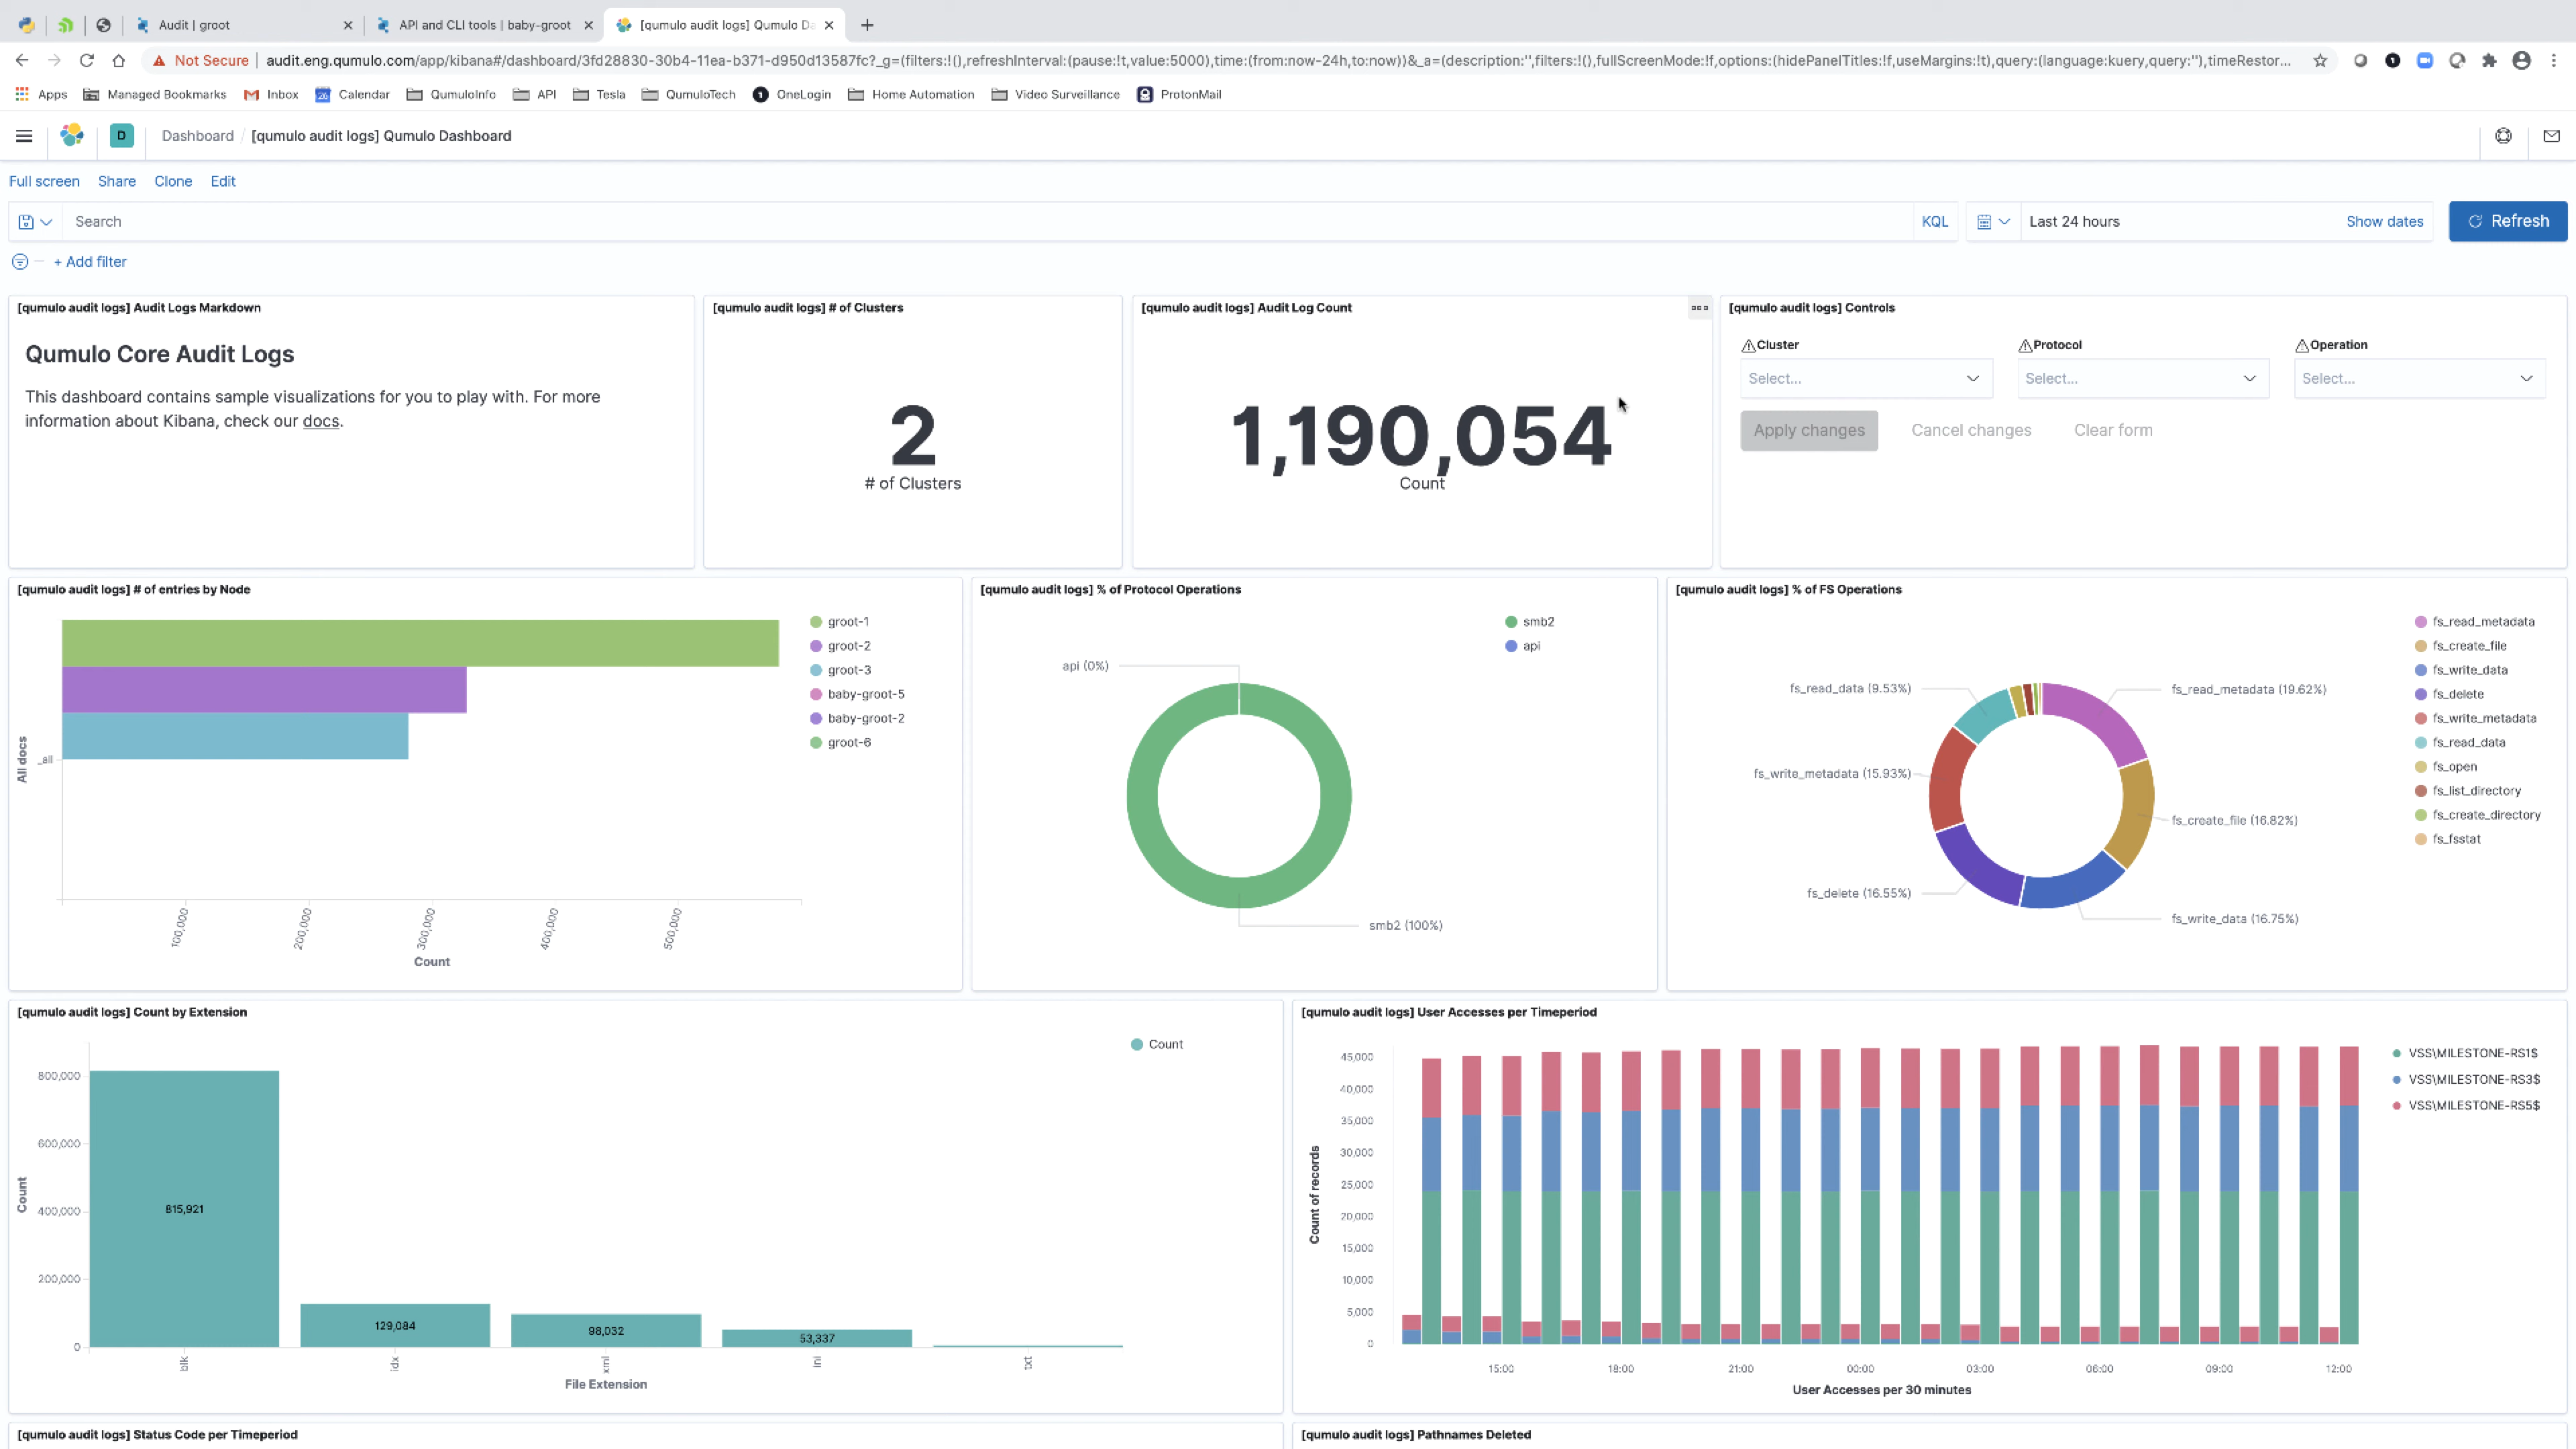 Audit | groot
API and CLI tools | baby-groot
[qumulo audit logs] Qumulo Da
Not Secure | audit.eng.qumulo.com/app/kibana#/dashboard/3fd28830-30b4-11ea-b371-d950d13587fc?_g=(filters:!(),refreshInterval:(pause:!t,value:5000),time:(from:now-24h,to:now))&_a=(description:'',filters:!(),fullScreenMode:!f,options:(hidePanelTitles:!f,useMargins:!t),query:(language:kuery,query:''),timeRestor...
Apps Managed Bookmarks Inbox 26 Calendar QumuloInfo API Tesla QumuloTech OneLogin Home Automation Video Surveillance ProtonMail
D Dashboard / [qumulo audit logs] Qumulo Dashboard
Full screen Share Clone Edit
Search KQL Last 24 hours Show dates Refresh
+ Add filter
[qumulo audit logs] Audit Logs Markdown
Qumulo Core Audit Logs
This dashboard contains sample visualizations for you to play with. For more
information about Kibana, check our docs.
[qumulo audit logs] # of Clusters
2
# of Clusters
[qumulo audit logs] Audit Log Count
1,190,054
Count
[qumulo audit logs] Controls
Cluster Protocol Operation
Select... Select... Select...
Apply changes Cancel changes Clear form
[qumulo audit logs] # of entries by Node
groot-1
groot-2
groot-3
baby-groot-5
baby-groot-2
groot-6
All docs
_all
100,000 200,000 300,000 400,000 500,000
Count
[qumulo audit logs] % of Protocol Operations
smb2
api
api (0%)
smb2 (100%)
[qumulo audit logs] % of FS Operations
fs_read_metadata
fs_create_file
fs_write_data
fs_delete
fs_write_metadata
fs_read_data
fs_open
fs_list_directory
fs_create_directory
fs_fsstat
fs_read_data (9.53%)
fs_read_metadata (19.62%)
fs_write_metadata (15.93%)
fs_create_file (16.82%)
fs_delete (16.55%)
fs_write_data (16.75%)
[qumulo audit logs] Count by Extension
Count
800,000
600,000
400,000
200,000
0
Count
815,921
129,084
98,032
53,337
blk idx xml ini txt
File Extension
[qumulo audit logs] User Accesses per Timeperiod
VSS\MILESTONE-RS1$
VSS\MILESTONE-RS3$
VSS\MILESTONE-RS5$
45,000
40,000
35,000
30,000
25,000
20,000
15,000
10,000
5,000
0
Count of records
15:00 18:00 21:00 00:00 03:00 06:00 09:00 12:00
User Accesses per 30 minutes
[qumulo audit logs] Status Code per Timeperiod
[qumulo audit logs] Pathnames Deleted